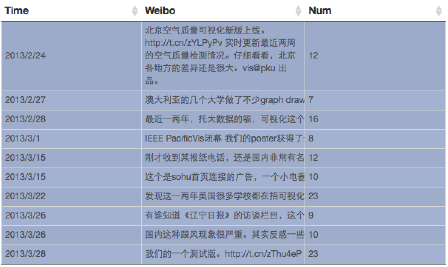 Time Weibo Num
2013/2/24 北京空气质量可视化新版上线。 12
http://t.cn/zYLPyPv 实时更新最近两周
的空气质量检测情况。仔细看看，北京
各地方的差异还是很大。vis@pku 出
品。
2013/2/27 澳大利亚的几个大学做了不少graph draw 7
2013/2/28 最近一两年，托大数据的福，可视化这个 16
2013/3/1 IEEE PacificVis闭幕 我们的poster获得了 8
2013/3/15 刚才收到某报纸电话，还是国内非常有名 12
2013/3/15 这个是sohu首页连接的广告，一个小电器 10
2013/3/22 发现这一两年美国很多学校都在招可视化 23
2013/3/26 有谁知道《辽宁日报》的访谈栏目，这个 9
2013/3/26 国内这种跟风现象很严重。其实反感一些 10
2013/3/28 我们的一个测试版。http://t.cn/zThu4eP 23